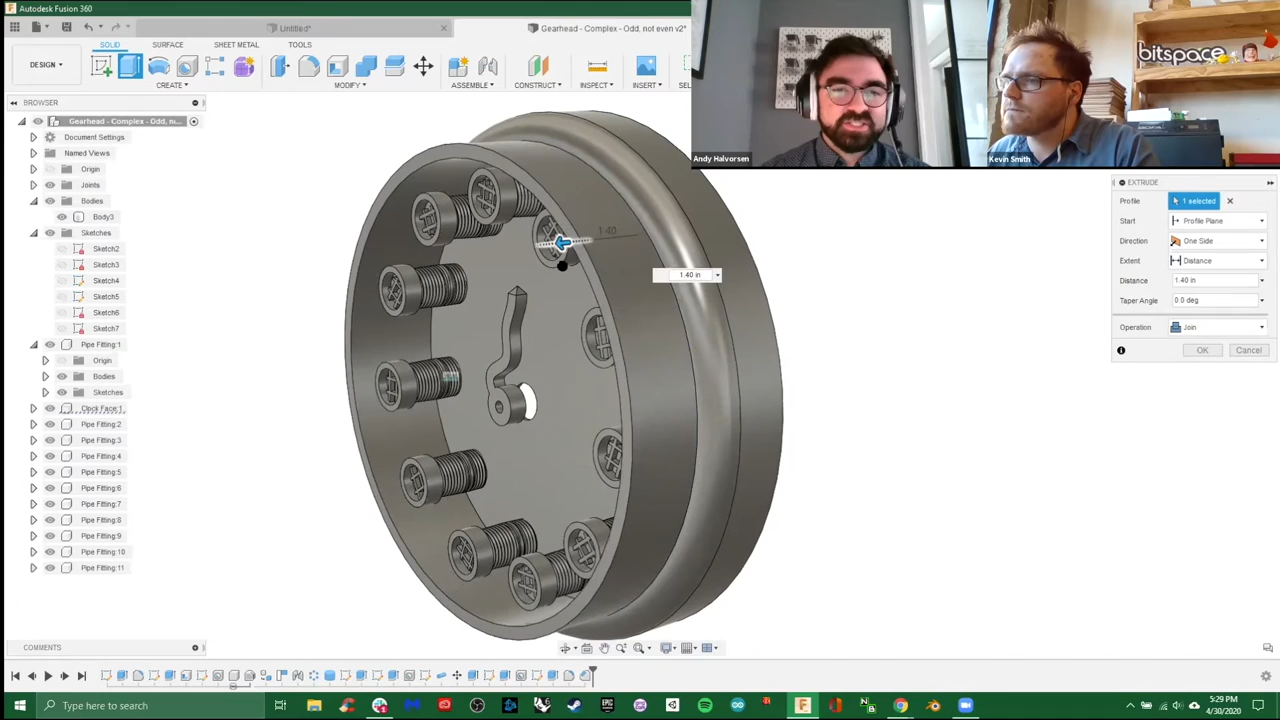 Autodesk Fusion 360
Untitled*
Gearhead - Complex - Odd, not even v2*
SOLID SURFACE SHEET METAL TOOLS
DESIGN
CREATE MODIFY ASSEMBLE CONSTRUCT INSPECT INSERT
bitspace
Andy Halvorsen
Kevin Smith
BROWSER
Gearhead - Complex - Odd, nu...
Document Settings
Named Views
Origin
Joints
Bodies
Body3
Sketches
Sketch2
Sketch3
Sketch4
Sketch5
Sketch6
Sketch7
Pipe Fitting:1
Origin
Bodies
Sketches
Clock Face:1
Pipe Fitting:2
Pipe Fitting:3
Pipe Fitting:4
Pipe Fitting:5
Pipe Fitting:6
Pipe Fitting:7
Pipe Fitting:8
Pipe Fitting:9
Pipe Fitting:10
Pipe Fitting:11
1.40
1.40 in
EXTRUDE
Profile 1 selected
Start Profile Plane
Direction One Side
Extent Distance
Distance 1.40 in
Taper Angle 0.0 deg
Operation Join
OK Cancel
COMMENTS
Type here to search
5:29 PM
4/30/2020